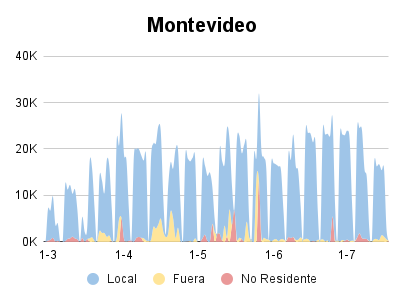 Montevideo
40K
30K
20K
10K
0K
1-3 1-4 1-5 1-6 1-7
Local Fuera No Residente